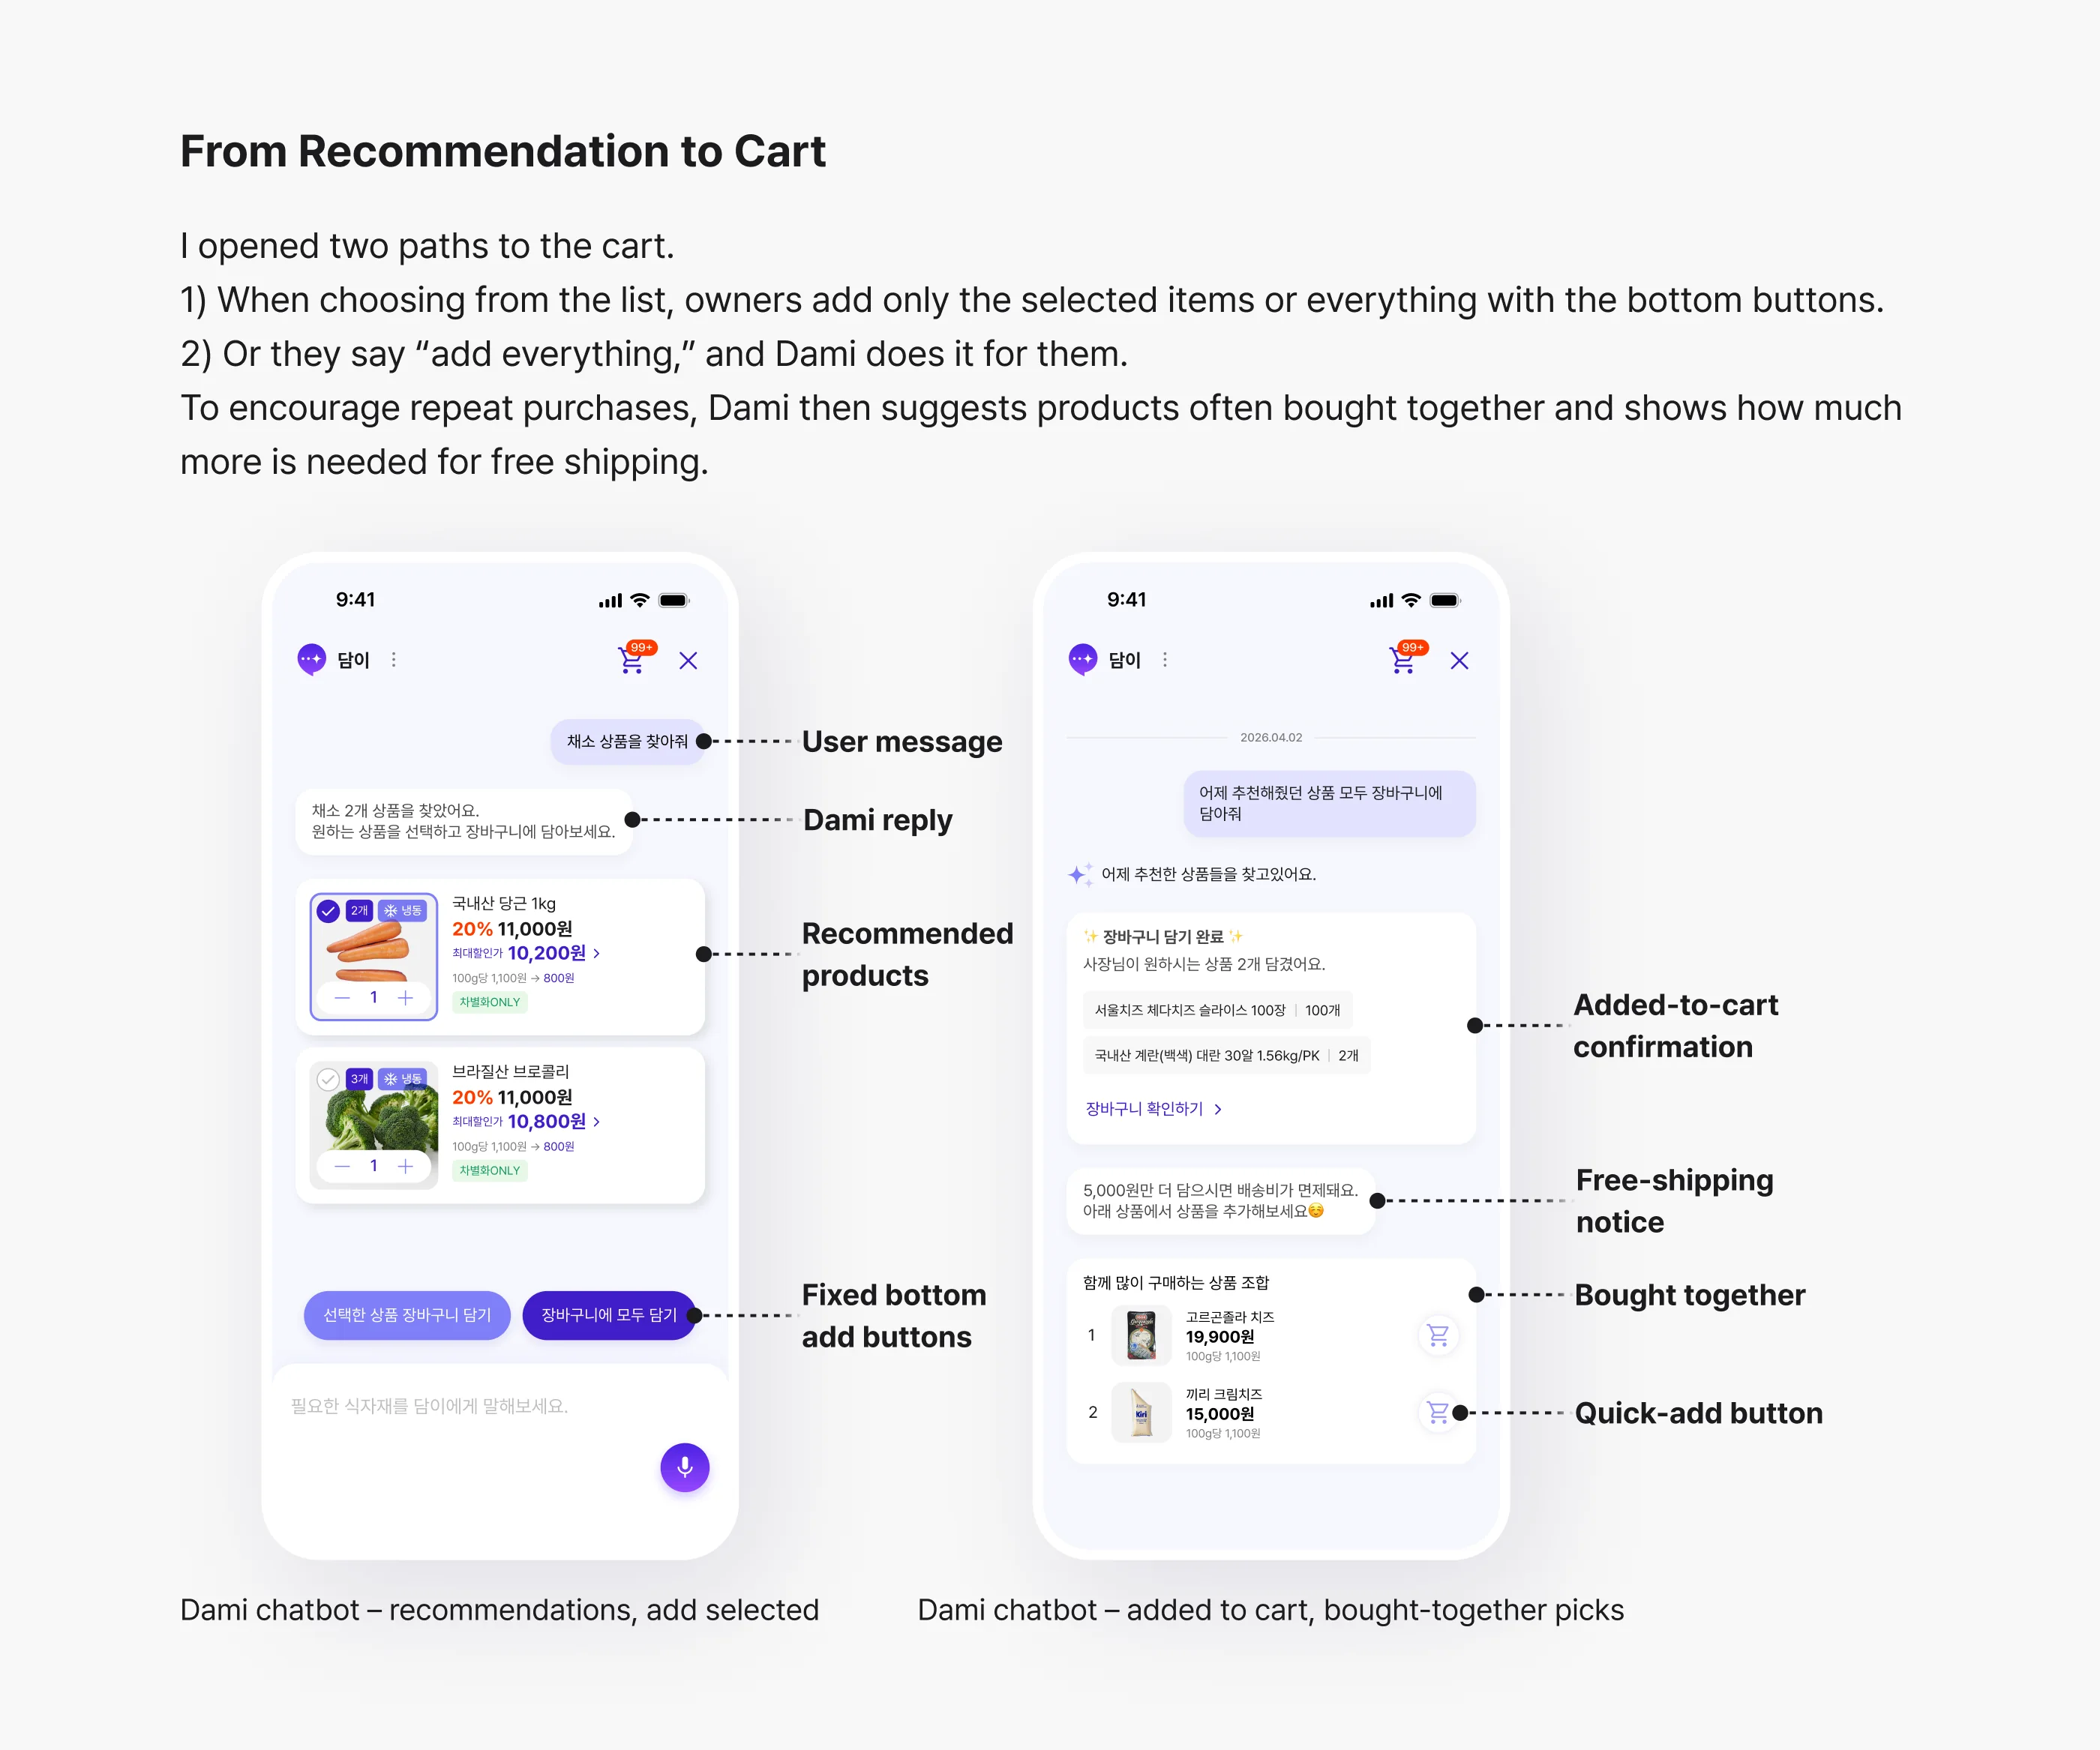 From Recommendation to Cart
I opened two paths to the cart.
1) When choosing from the list, owners add only the selected items or everything with the bottom buttons.
2) Or they say “add everything,” and Dami does it for them.
To encourage repeat purchases, Dami then suggests products often bought together and shows how much
more is needed for free shipping.
9:41
담이
99+
채소 상품을 찾아줘
User message
채소 2개 상품을 찾았어요.
원하는 상품을 선택하고 장바구니에 담아보세요.
Dami reply
2개
냉동
국내산 당근 1kg
20% 11,000원
최대할인가 10,200원
100g당 1,100원 → 800원
차별화ONLY
1
Recommended
products
3개
냉동
브라질산 브로콜리
20% 11,000원
최대할인가 10,800원
100g당 1,100원 → 800원
차별화ONLY
1
선택한 상품 장바구니 담기
장바구니에 모두 담기
Fixed bottom
add buttons
필요한 식자재를 담이에게 말해보세요.
Dami chatbot – recommendations, add selected
9:41
담이
99+
2026.04.02
어제 추천해줬던 상품 모두 장바구니에
담아줘
어제 추천한 상품들을 찾고있어요.
✨ 장바구니 담기 완료 ✨
사장님이 원하시는 상품 2개 담겼어요.
서울치즈 체다치즈 슬라이스 100장 | 100개
국내산 계란(백색) 대란 30알 1.56kg/PK | 2개
장바구니 확인하기
Added-to-cart
confirmation
5,000원만 더 담으시면 배송비가 면제돼요.
아래 상품에서 상품을 추가해보세요☺️
Free-shipping
notice
함께 많이 구매하는 상품 조합
Bought together
1
고르곤졸라 치즈
19,900원
100g당 1,100원
2
Kiri
끼리 크림치즈
15,000원
100g당 1,100원
Quick-add button
Dami chatbot – added to cart, bought-together picks